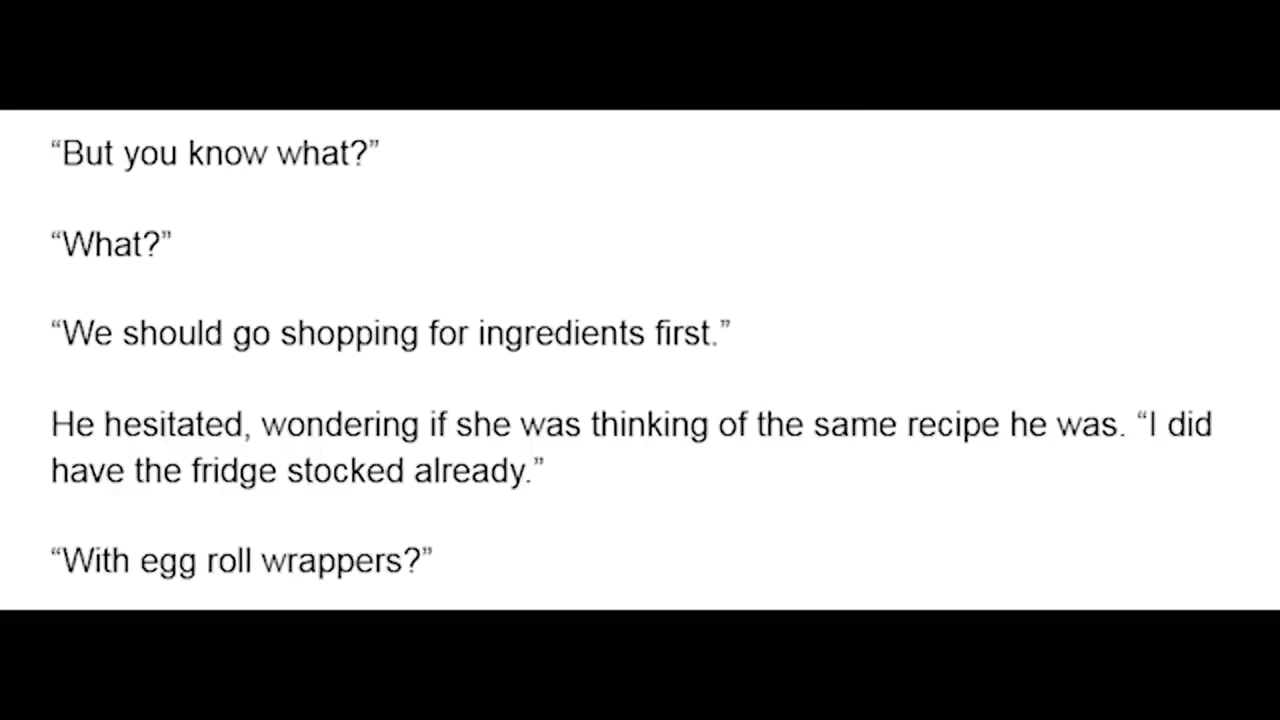 “But you know what?”
“What?”
“We should go shopping for ingredients first.”
He hesitated, wondering if she was thinking of the same recipe he was. “I did
have the fridge stocked already.”
“With egg roll wrappers?”